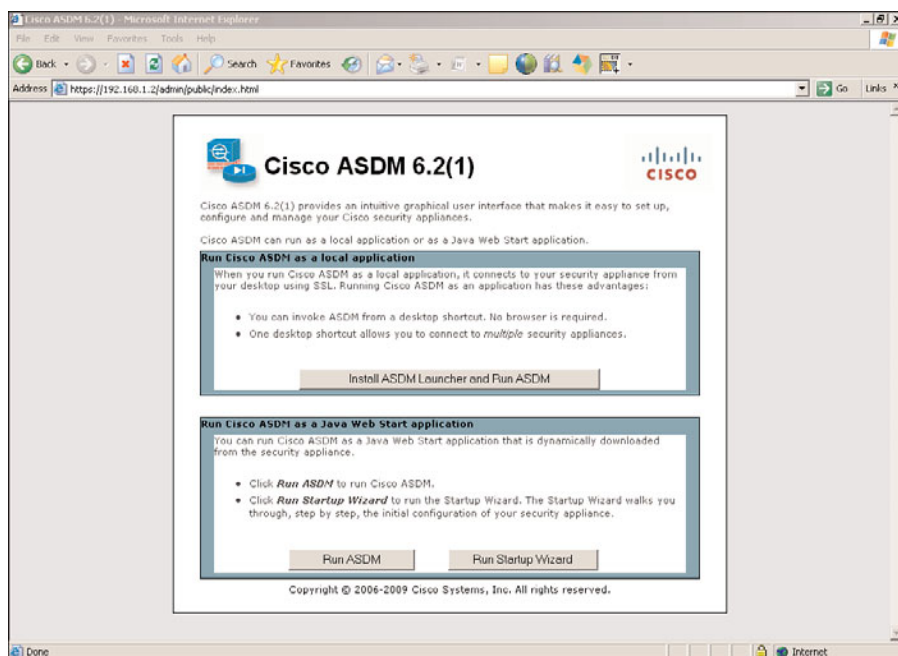 Cisco ASDM 6.2(1) - Microsoft Internet Explorer
File Edit View Favorites Tools Help
Back Search Favorites
Address https://192.168.1.2/admin/public/index.html Go Links
Cisco ASDM 6.2(1)
CISCO
Cisco ASDM 6.2(1) provides an intuitive graphical user interface that makes it easy to set up,
configure and manage your Cisco security appliances.
Cisco ASDM can run as a local application or as a Java Web Start application.
Run Cisco ASDM as a local application
When you run Cisco ASDM as a local application, it connects to your security appliance from
your desktop using SSL. Running Cisco ASDM as an application has these advantages:
• You can invoke ASDM from a desktop shortcut. No browser is required.
• One desktop shortcut allows you to connect to multiple security appliances.
Install ASDM Launcher and Run ASDM
Run Cisco ASDM as a Java Web Start application
You can run Cisco ASDM as a Java Web Start application that is dynamically downloaded
from the security appliance.
• Click Run ASDM to run Cisco ASDM.
• Click Run Startup Wizard to run the Startup Wizard. The Startup Wizard walks you
through, step by step, the initial configuration of your security appliance.
Run ASDM Run Startup Wizard
Copyright © 2006-2009 Cisco Systems, Inc. All rights reserved.
Done Internet